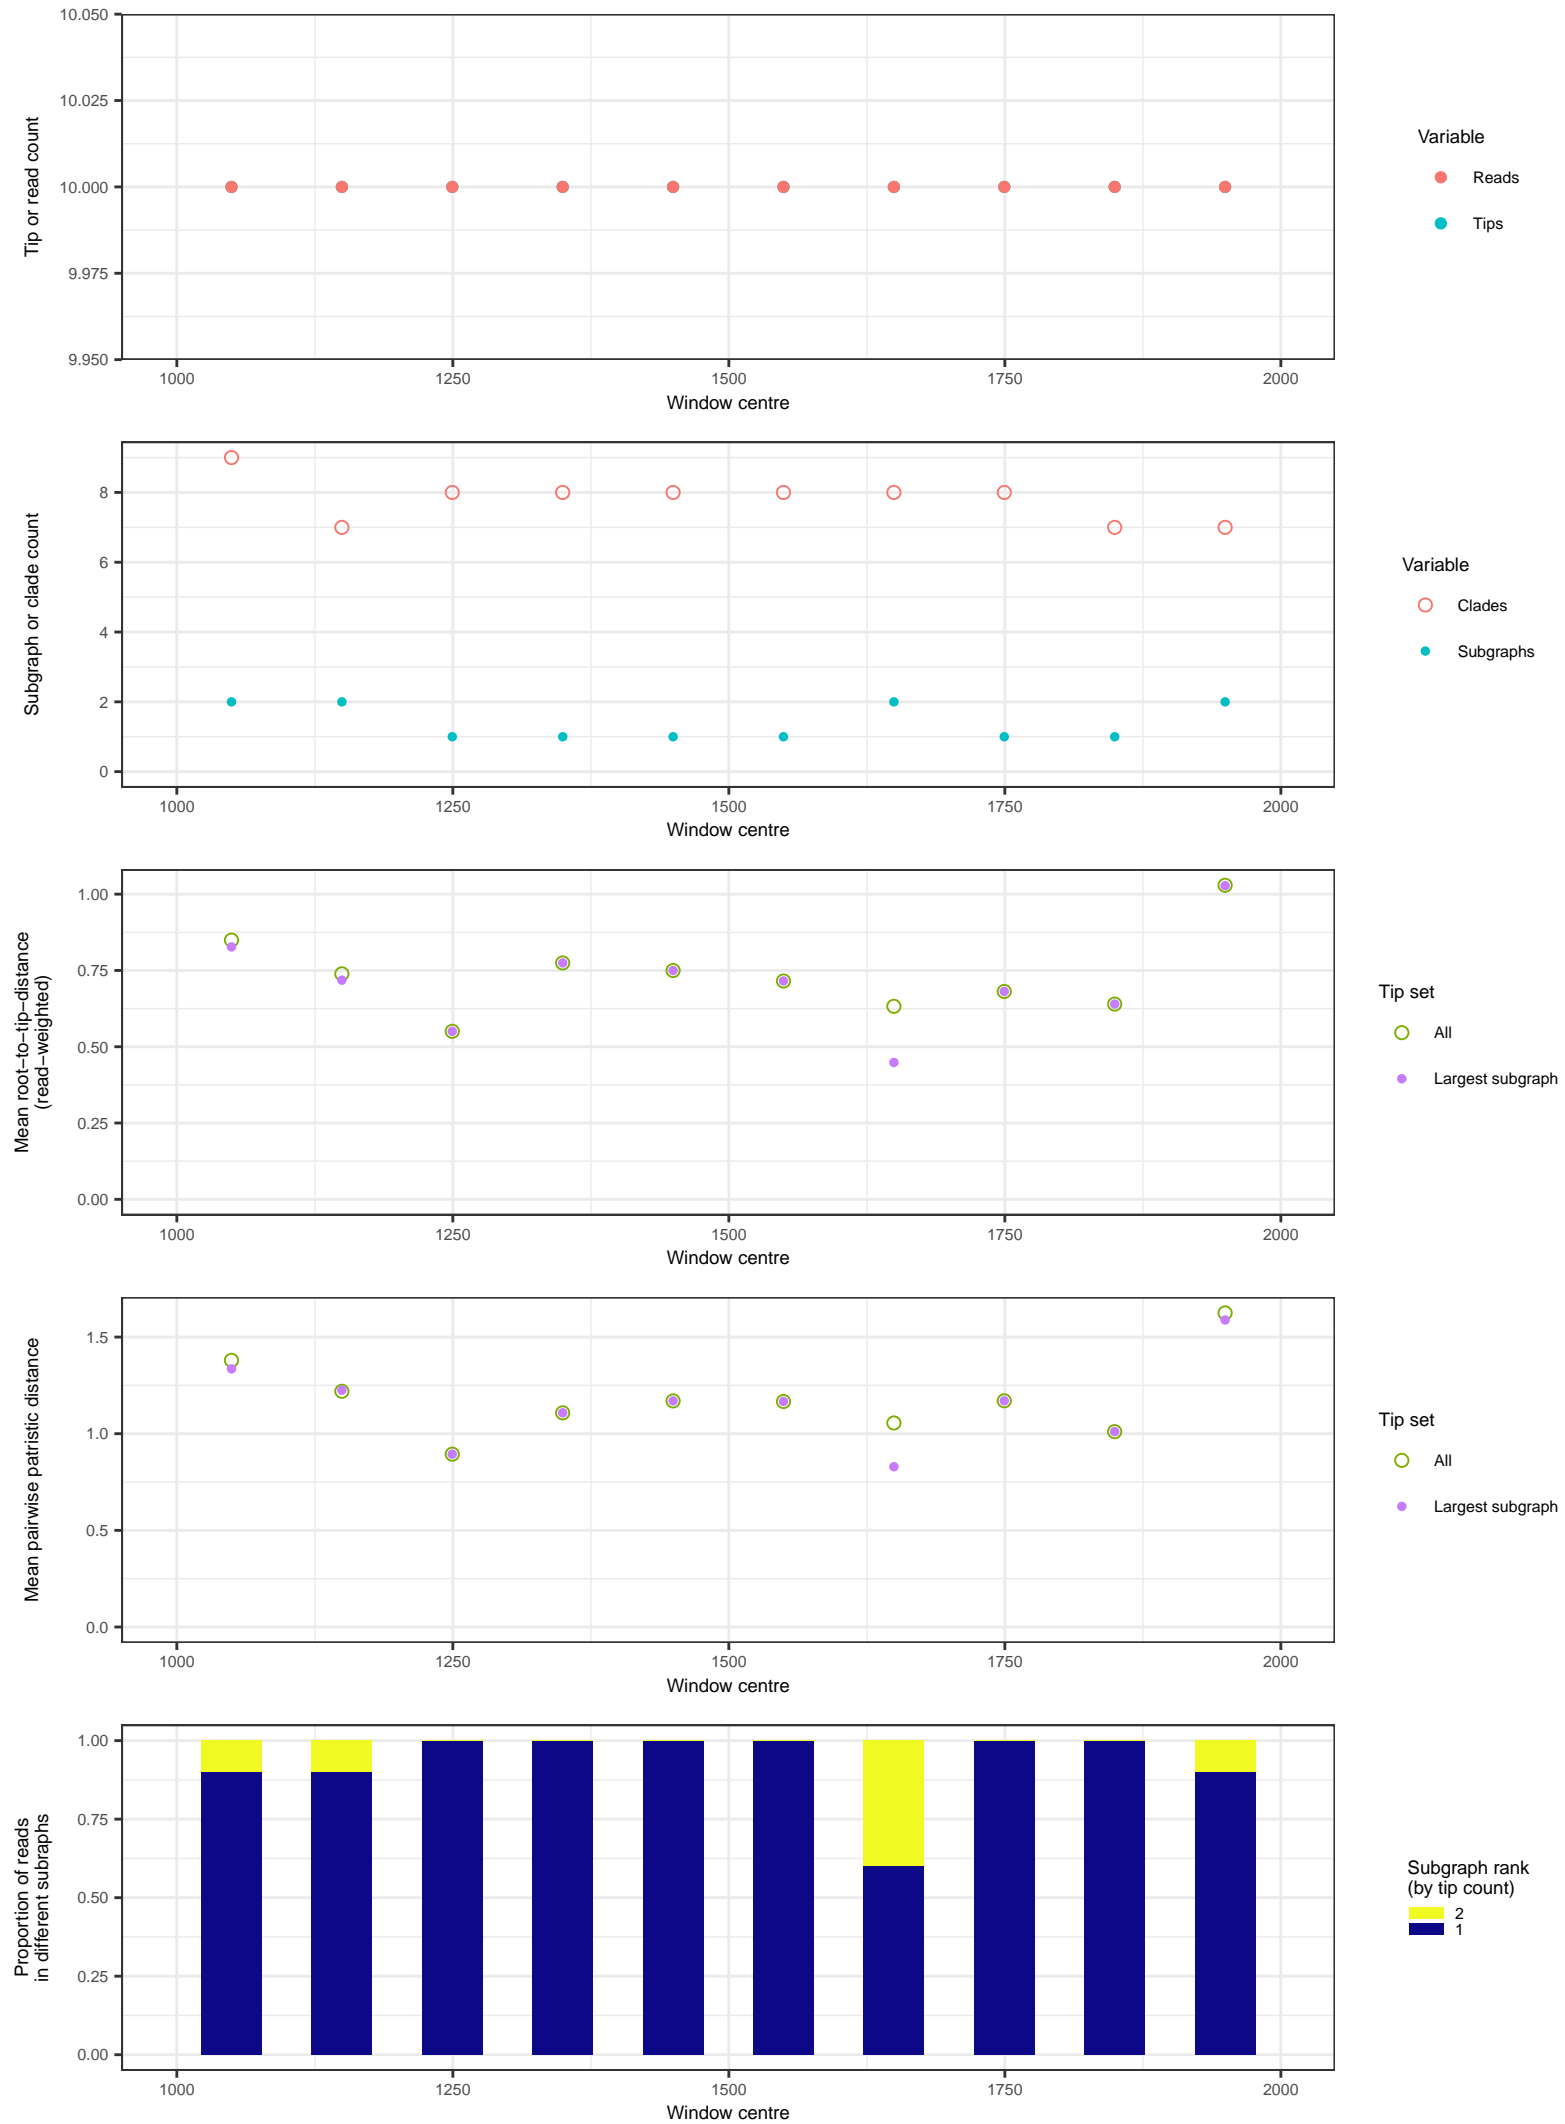 10.050
10.025
10.000
9.975
9.950
Tip or read count
1000 1250 1500 1750 2000
Window centre
Variable
Reads
Tips
8
6
4
2
0
Subgraph or clade count
1000 1250 1500 1750 2000
Window centre
Variable
Clades
Subgraphs
1.00
0.75
0.50
0.25
0.00
Mean root−to−tip−distance
(read−weighted)
1000 1250 1500 1750 2000
Window centre
Tip set
All
Largest subgraph
1.5
1.0
0.5
0.0
Mean pairwise patristic distance
1000 1250 1500 1750 2000
Window centre
Tip set
All
Largest subgraph
1.00
0.75
0.50
0.25
0.00
Proportion of reads
in different subraphs
1000 1250 1500 1750 2000
Window centre
Subgraph rank
(by tip count)
2
1